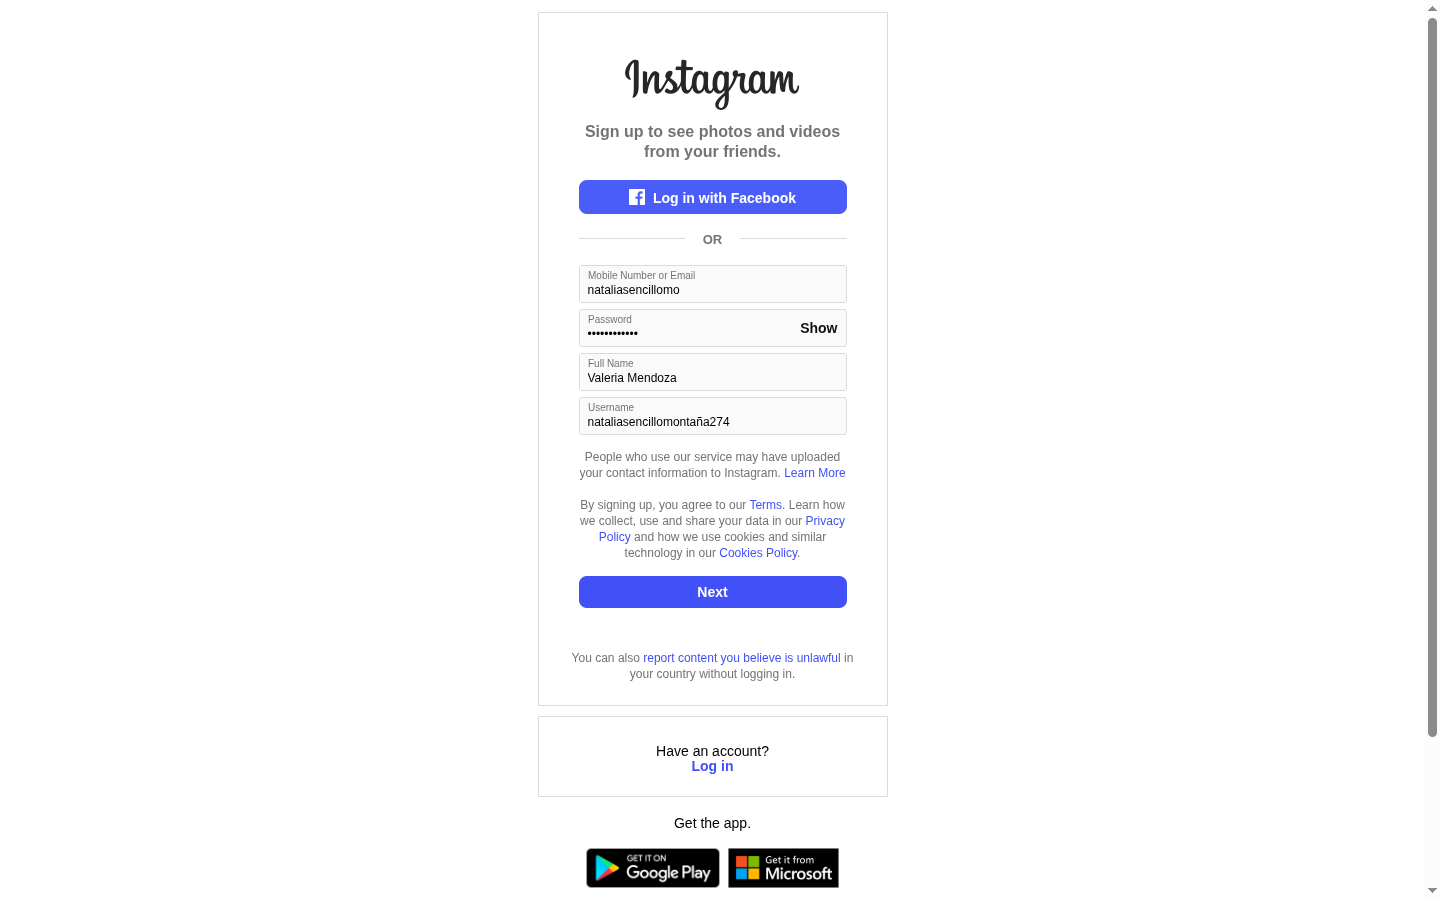 Instagram
Sign up to see photos and videos
from your friends.
Log in with Facebook
OR
Mobile Number or Email
nataliasencillomo
Password
••••••••••••
Show
Full Name
Valeria Mendoza
Username
nataliasencillomontaña274
People who use our service may have uploaded
your contact information to Instagram. Learn More
By signing up, you agree to our Terms. Learn how
we collect, use and share your data in our Privacy
Policy and how we use cookies and similar
technology in our Cookies Policy.
Next
You can also report content you believe is unlawful in
your country without logging in.
Have an account?
Log in
Get the app.
GET IT ON
Google Play
Get it from
Microsoft